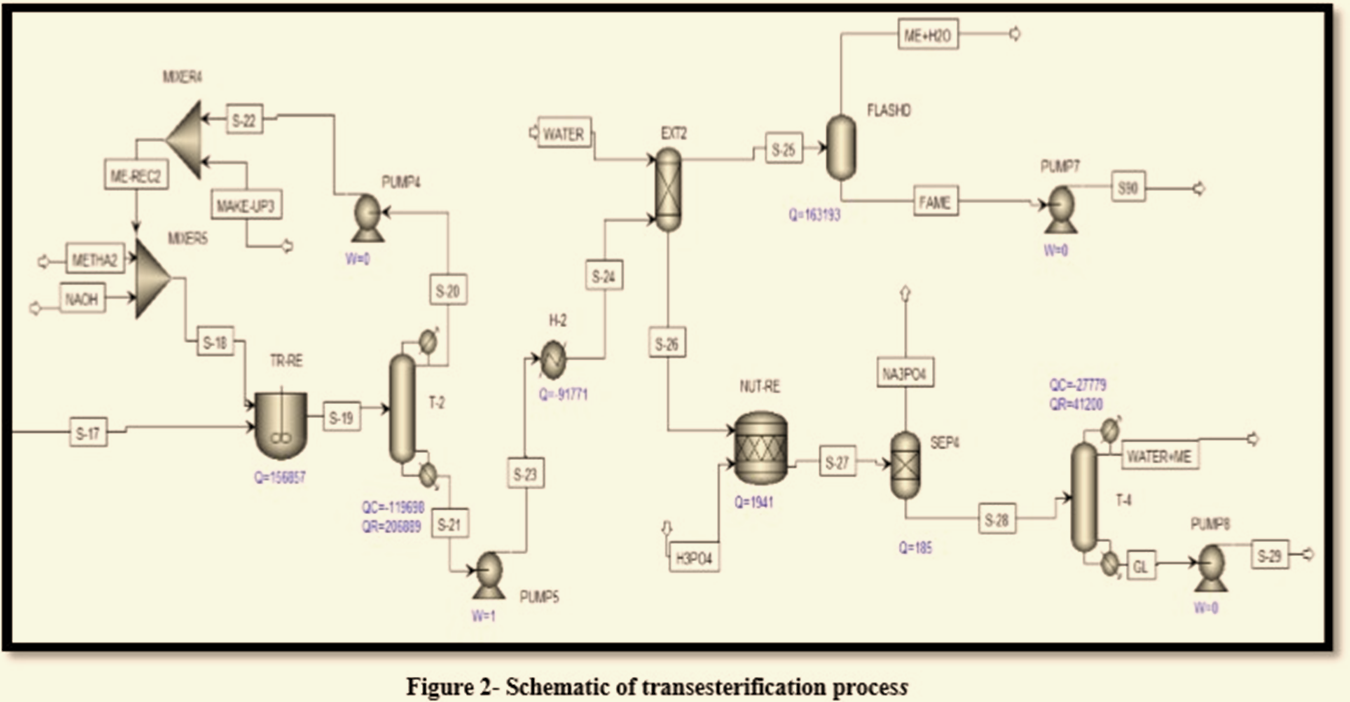 MIXER4
S-22
ME-REC2
MAKE-UP3
PUMP4
W=0
MIXER5
METHA2
NAOH
S-18
S-20
TR-RE
S-17
Q=156857
S-19
T-2
QC=-119698
QR=206889
S-21
PUMP5
W=1
S-23
H-2
Q=-91771
S-24
WATER
EXT2
S-25
FLASH0
ME+H2O
Q=163193
FAME
PUMP7
W=0
S90
S-26
NUT-RE
Q=1941
H3PO4
S-27
NA3PO4
SEP4
Q=185
S-28
QC=-27779
QR=41200
WATER+ME
T-4
GL
PUMP8
W=0
S-29
Figure 2- Schematic of transesterification process